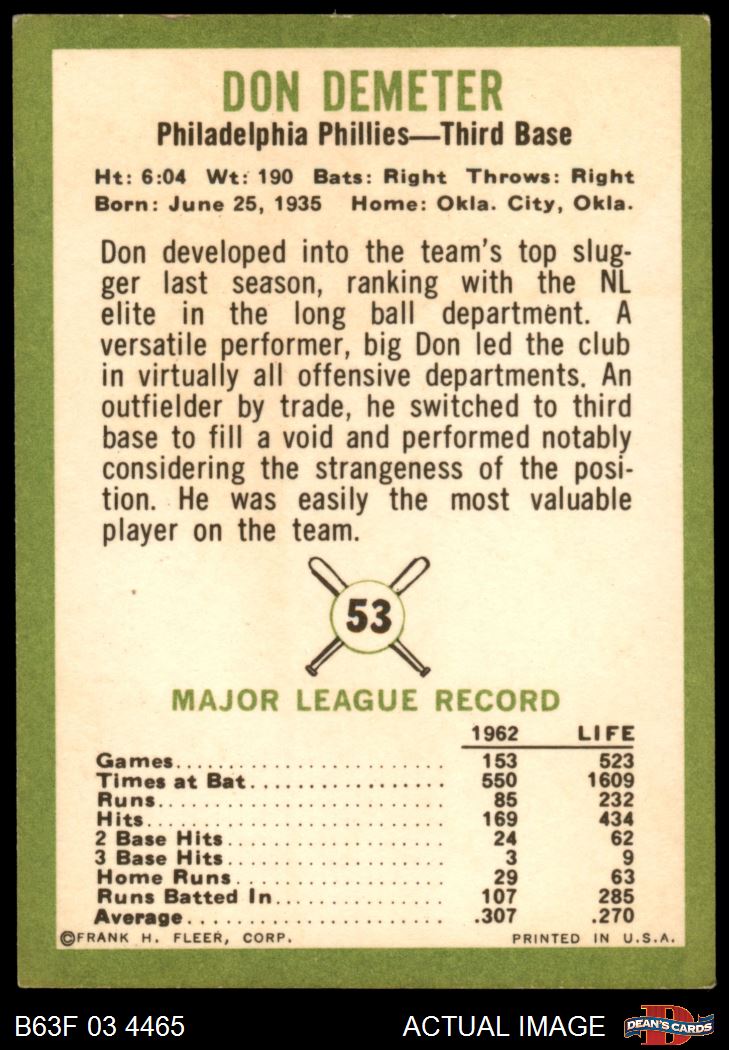 DON DEMETER
Philadelphia Phillies—Third Base
Ht: 6:04 Wt: 190 Bats: Right Throws: Right
Born: June 25, 1935 Home: Okla. City, Okla.
Don developed into the team's top slug-
ger last season, ranking with the NL
elite in the long ball department. A
versatile performer, big Don led the club
in virtually all offensive departments. An
outfielder by trade, he switched to third
base to fill a void and performed notably
considering the strangeness of the posi-
tion. He was easily the most valuable
player on the team.
53
MAJOR LEAGUE RECORD
1962 LIFE
Games 153 523
Times at Bat 550 1609
Runs 85 232
Hits 169 434
2 Base Hits 24 62
3 Base Hits 3 9
Home Runs 29 63
Runs Batted In 107 285
Average .307 .270
©FRANK H. FLEER, CORP. PRINTED IN U.S.A.
B63F 03 4465 ACTUAL IMAGE D DEAN'S CARDS